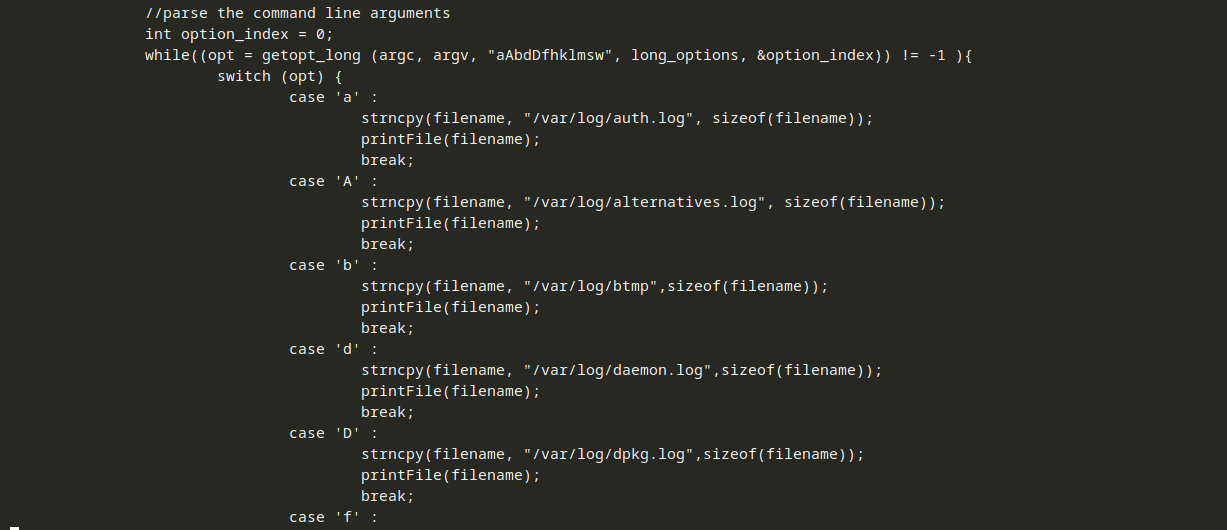 //parse the command line arguments
int option_index = 0;
while((opt = getopt_long (argc, argv, "aAbdDfhklmsw", long_options, &option_index)) != -1 ){
switch (opt) {
case 'a' :
strncpy(filename, "/var/log/auth.log", sizeof(filename));
printFile(filename);
break;
case 'A' :
strncpy(filename, "/var/log/alternatives.log", sizeof(filename));
printFile(filename);
break;
case 'b' :
strncpy(filename, "/var/log/btmp",sizeof(filename));
printFile(filename);
break;
case 'd' :
strncpy(filename, "/var/log/daemon.log",sizeof(filename));
printFile(filename);
break;
case 'D' :
strncpy(filename, "/var/log/dpkg.log",sizeof(filename));
printFile(filename);
break;
case 'f' :